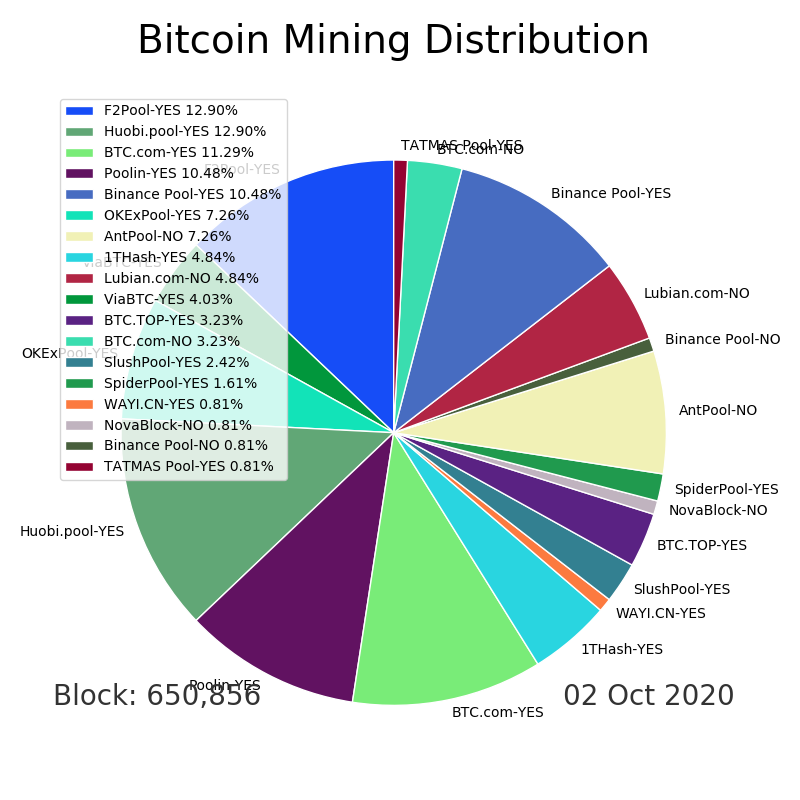 Bitcoin Mining Distribution
F2Pool-YES 12.90%
Huobi.pool-YES 12.90%
BTC.com-YES 11.29%
Poolin-YES 10.48%
Binance Pool-YES 10.48%
OKExPool-YES 7.26%
AntPool-NO 7.26%
1THash-YES 4.84%
Lubian.com-NO 4.84%
ViaBTC-YES 4.03%
BTC.TOP-YES 3.23%
BTC.com-NO 3.23%
SlushPool-YES 2.42%
SpiderPool-YES 1.61%
WAYI.CN-YES 0.81%
NovaBlock-NO 0.81%
Binance Pool-NO 0.81%
TATMAS Pool-YES 0.81%
TATMAS Pool-YES
BTC.com-NO
F2Pool-YES
Binance Pool-YES
ViaBTC-YES
Lubian.com-NO
Binance Pool-NO
OKExPool-YES
AntPool-NO
SpiderPool-YES
NovaBlock-NO
Huobi.pool-YES
BTC.TOP-YES
SlushPool-YES
WAYI.CN-YES
1THash-YES
Poolin-YES
BTC.com-YES
Block: 650,856
02 Oct 2020